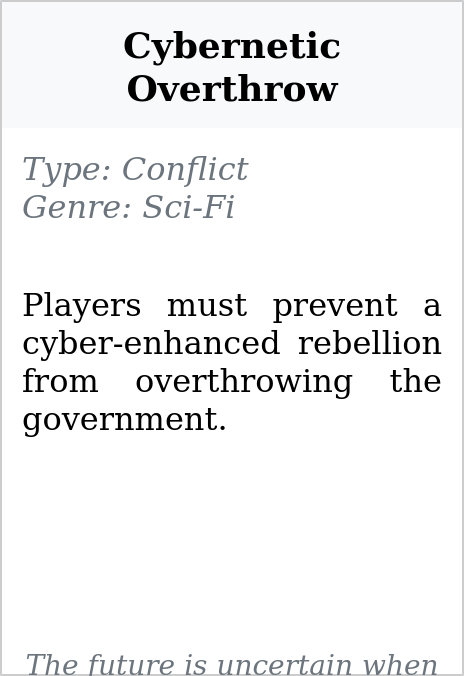 Cybernetic
Overthrow
Type: Conflict
Genre: Sci-Fi
Players must prevent a
cyber-enhanced rebellion
from overthrowing the
government.
The future is uncertain when